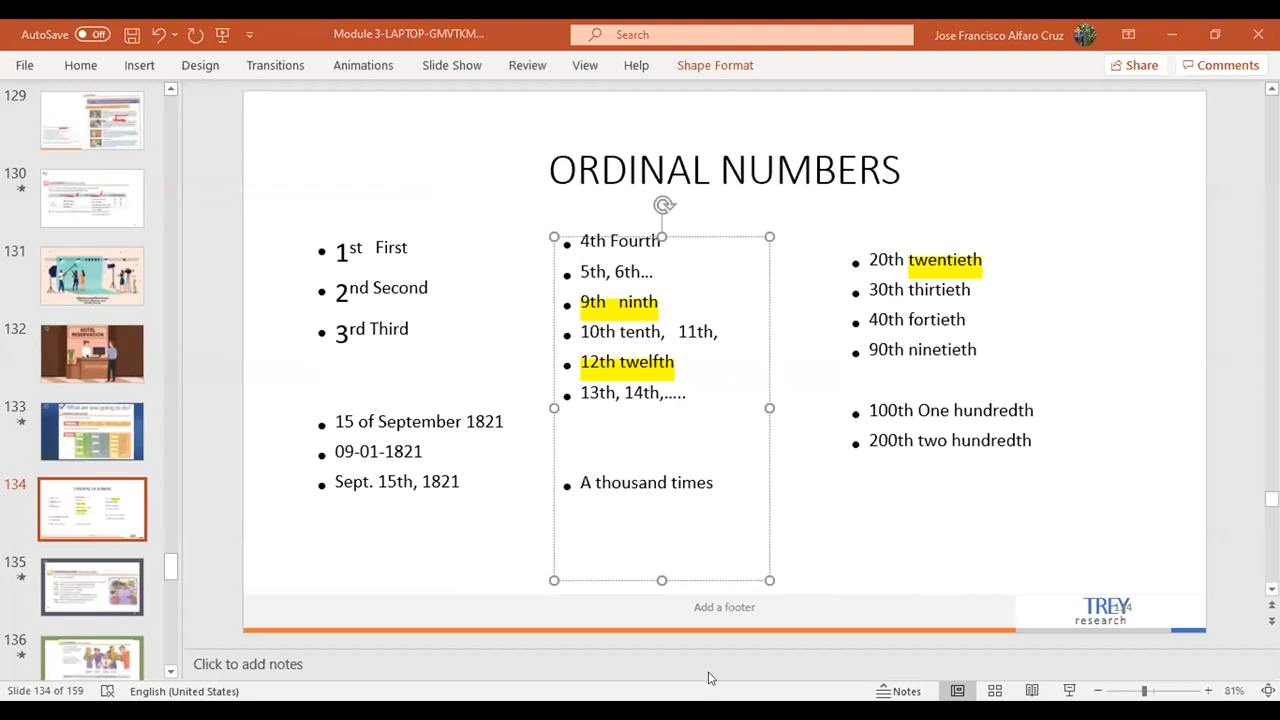 AutoSave Off Module 3-LAPTOP-GMVTKM... Search Jose Francisco Alfaro Cruz
File Home Insert Design Transitions Animations Slide Show Review View Help Shape Format Share Comments
129
130
131
132
133
134
135
136
ORDINAL NUMBERS
1st First
2nd Second
3rd Third
15 of September 1821
09-01-1821
Sept. 15th, 1821
4th Fourth
5th, 6th...
9th ninth
10th tenth, 11th,
12th twelfth
13th, 14th,.....
A thousand times
20th twentieth
30th thirtieth
40th fortieth
90th ninetieth
100th One hundredth
200th two hundredth
Add a footer
TREY 134
research
Click to add notes
Slide 134 of 159 English (United States) Notes 81%